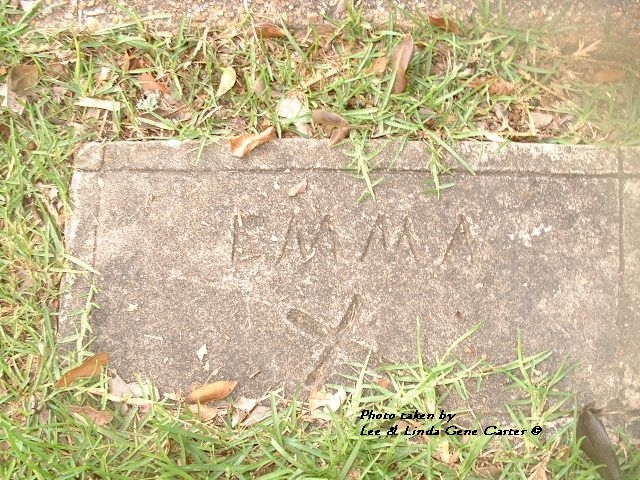 EMMA
Photo taken by
Lee & Linda Gene Carter ©